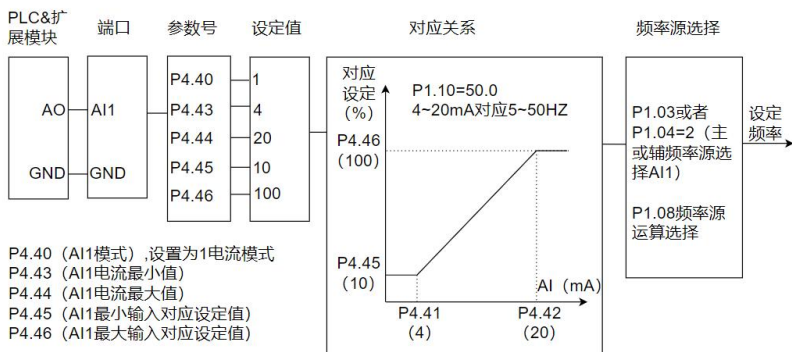 PLC&扩
展模块
端口
参数号
设定值
对应关系
频率源选择
AO
AI1
GND
GND
P4.40
P4.43
P4.44
P4.45
P4.46
1
4
20
10
100
对应
设定
（%）
P1.10=50.0
4~20mA对应5~50HZ
P4.46
（100）
P4.45
（10）
AI（mA）
P4.41
（4）
P4.42
（20）
P1.03或者
P1.04=2（主
或辅频率源选
择AI1）
P1.08频率源
运算选择
设定
频率
P4.40（AI1模式）,设置为1电流模式
P4.43（AI1电流最小值）
P4.44（AI1电流最大值）
P4.45（AI1最小输入对应设定值）
P4.46（AI1最大输入对应设定值）